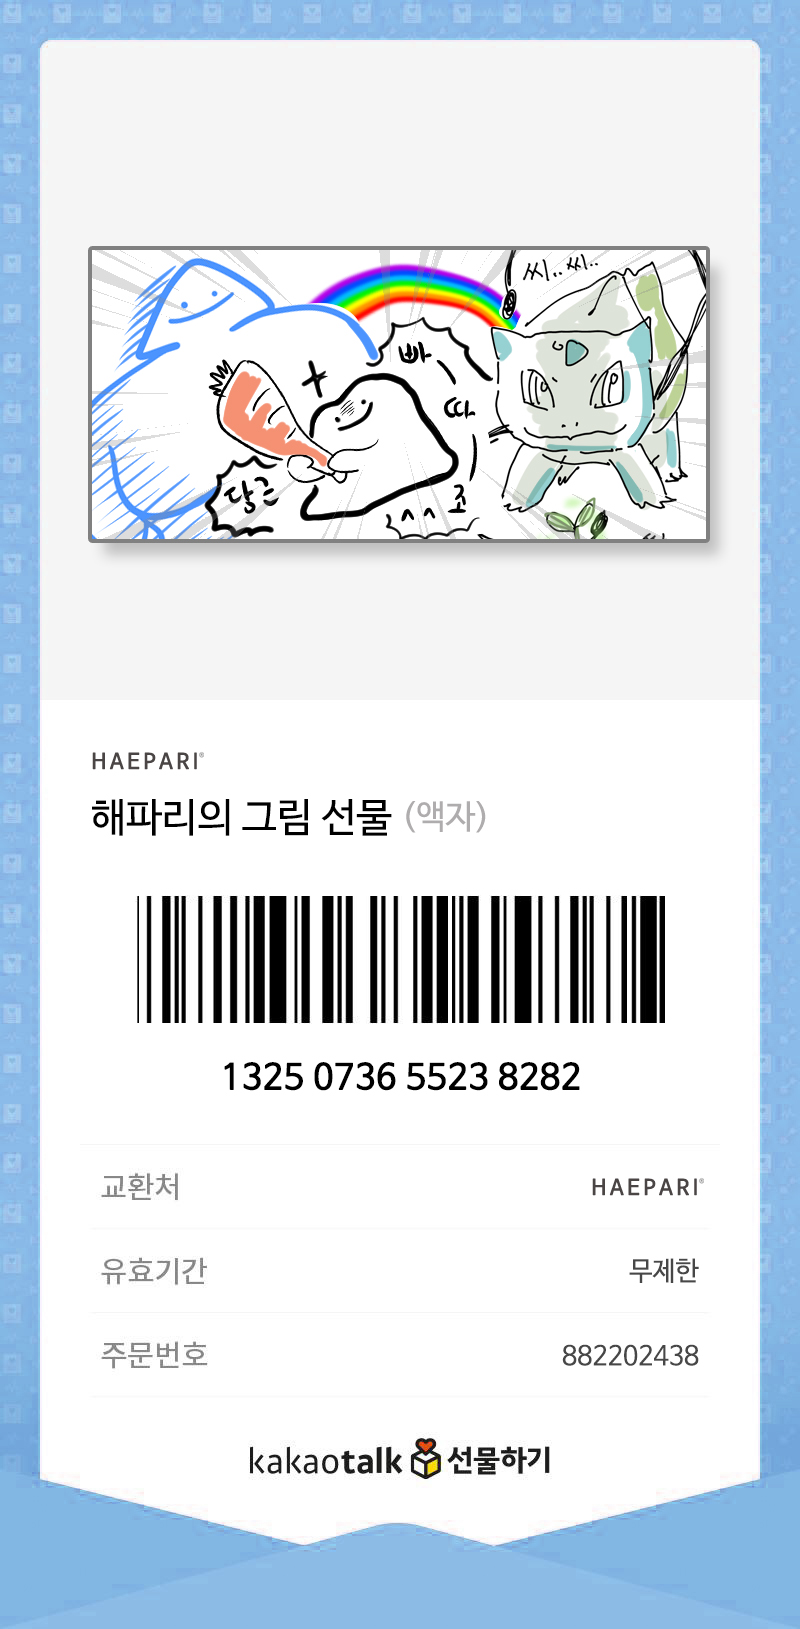 씨..씨..
빠
따
당근
^^ 죠
HAEPARI®
해파리의 그림 선물 (액자)
1325 0736 5523 8282
교환처 HAEPARI®
유효기간 무제한
주문번호 882202438
kakaotalk 선물하기